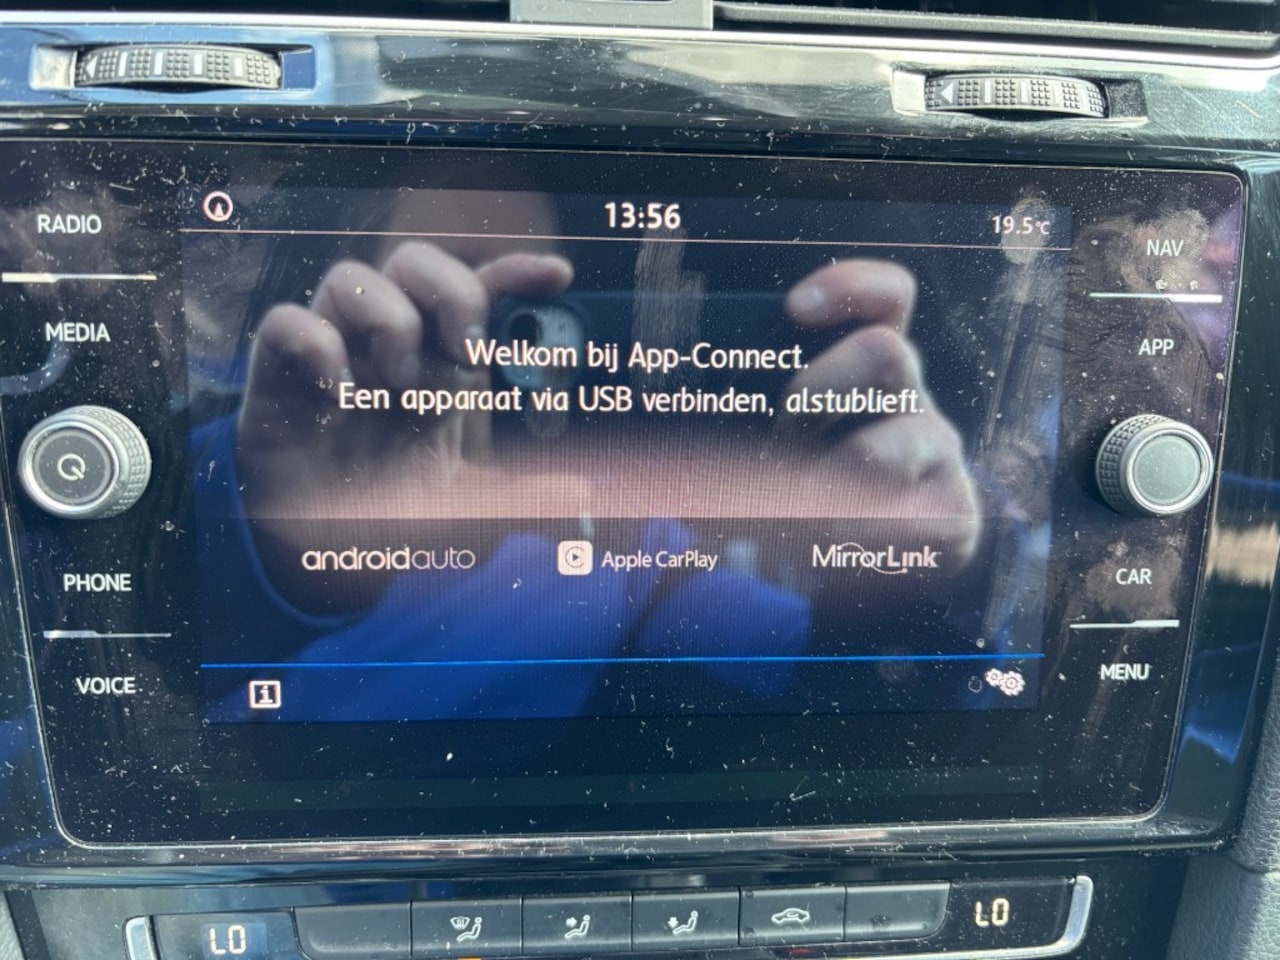 RADIO
MEDIA
PHONE
VOICE
13:56
19.5°C
Welkom bij App-Connect.
Een apparaat via USB verbinden, alstublieft.
androidauto
Apple CarPlay
MirrorLink
NAV
APP
CAR
MENU
LO
LO